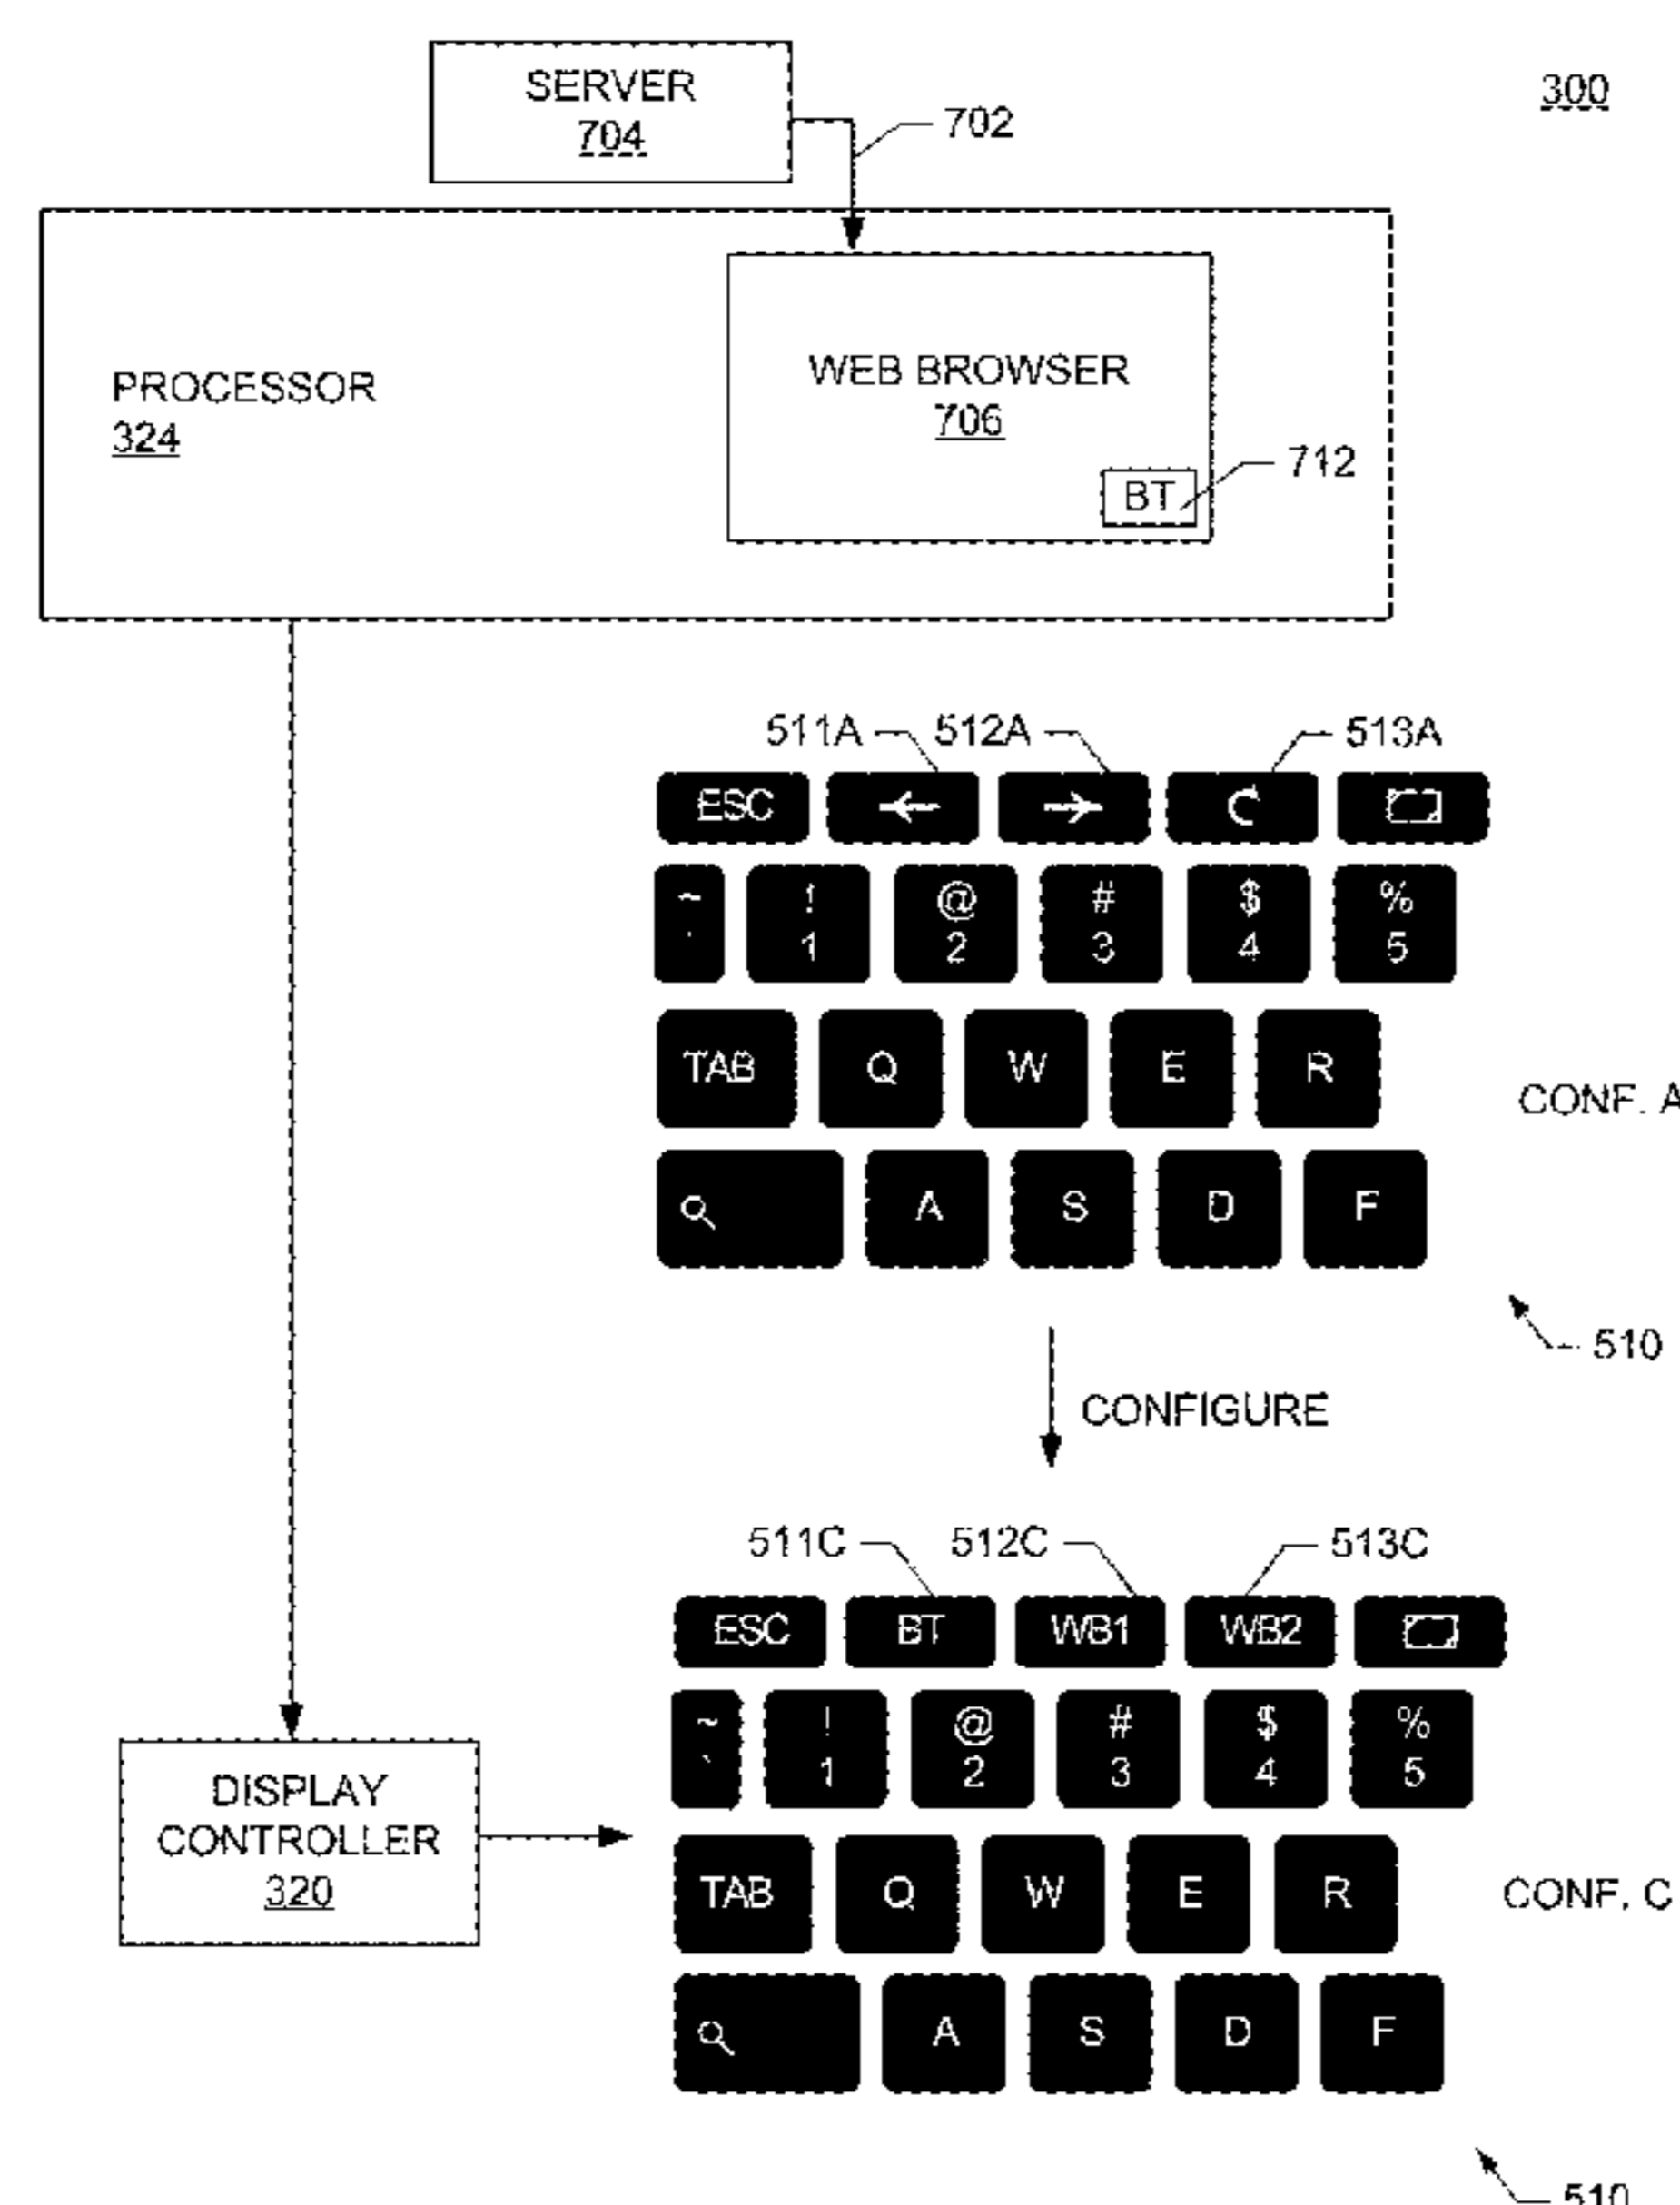 SERVER
704
702
300
PROCESSOR
324
WEB BROWSER
706
BT
712
511A
512A
513A
ESC
~
`
!
1
@
2
#
3
$
4
%
5
TAB
Q
W
E
R
CONF. A
A
S
D
F
510
CONFIGURE
511C
512C
513C
ESC
BT
WB1
WB2
~
`
!
1
@
2
#
3
$
4
%
5
DISPLAY
CONTROLLER
320
TAB
Q
W
E
R
CONF. C
A
S
D
F
510